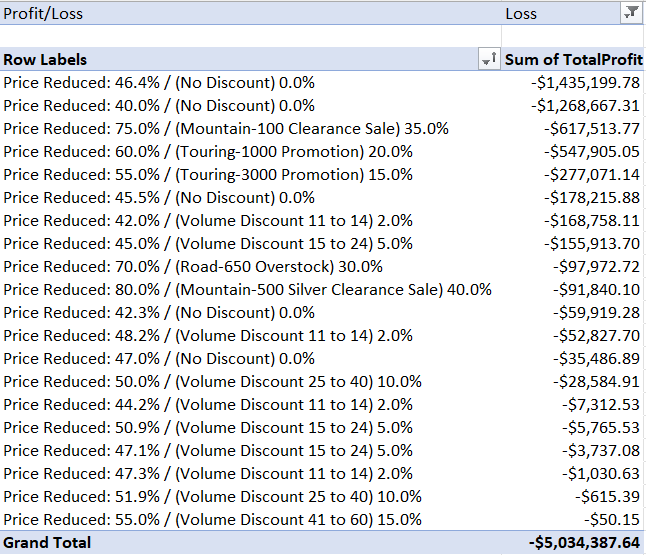 Profit/Loss Loss
Row Labels Sum of TotalProfit
Price Reduced: 46.4% / (No Discount) 0.0% -$1,435,199.78
Price Reduced: 40.0% / (No Discount) 0.0% -$1,268,667.31
Price Reduced: 75.0% / (Mountain-100 Clearance Sale) 35.0% -$617,513.77
Price Reduced: 60.0% / (Touring-1000 Promotion) 20.0% -$547,905.05
Price Reduced: 55.0% / (Touring-3000 Promotion) 15.0% -$277,071.14
Price Reduced: 45.5% / (No Discount) 0.0% -$178,215.88
Price Reduced: 42.0% / (Volume Discount 11 to 14) 2.0% -$168,758.11
Price Reduced: 45.0% / (Volume Discount 15 to 24) 5.0% -$155,913.70
Price Reduced: 70.0% / (Road-650 Overstock) 30.0% -$97,972.72
Price Reduced: 80.0% / (Mountain-500 Silver Clearance Sale) 40.0% -$91,840.10
Price Reduced: 42.3% / (No Discount) 0.0% -$59,919.28
Price Reduced: 48.2% / (Volume Discount 11 to 14) 2.0% -$52,827.70
Price Reduced: 47.0% / (No Discount) 0.0% -$35,486.89
Price Reduced: 50.0% / (Volume Discount 25 to 40) 10.0% -$28,584.91
Price Reduced: 44.2% / (Volume Discount 11 to 14) 2.0% -$7,312.53
Price Reduced: 50.9% / (Volume Discount 15 to 24) 5.0% -$5,765.53
Price Reduced: 47.1% / (Volume Discount 15 to 24) 5.0% -$3,737.08
Price Reduced: 47.3% / (Volume Discount 11 to 14) 2.0% -$1,030.63
Price Reduced: 51.9% / (Volume Discount 25 to 40) 10.0% -$615.39
Price Reduced: 55.0% / (Volume Discount 41 to 60) 15.0% -$50.15
Grand Total -$5,034,387.64